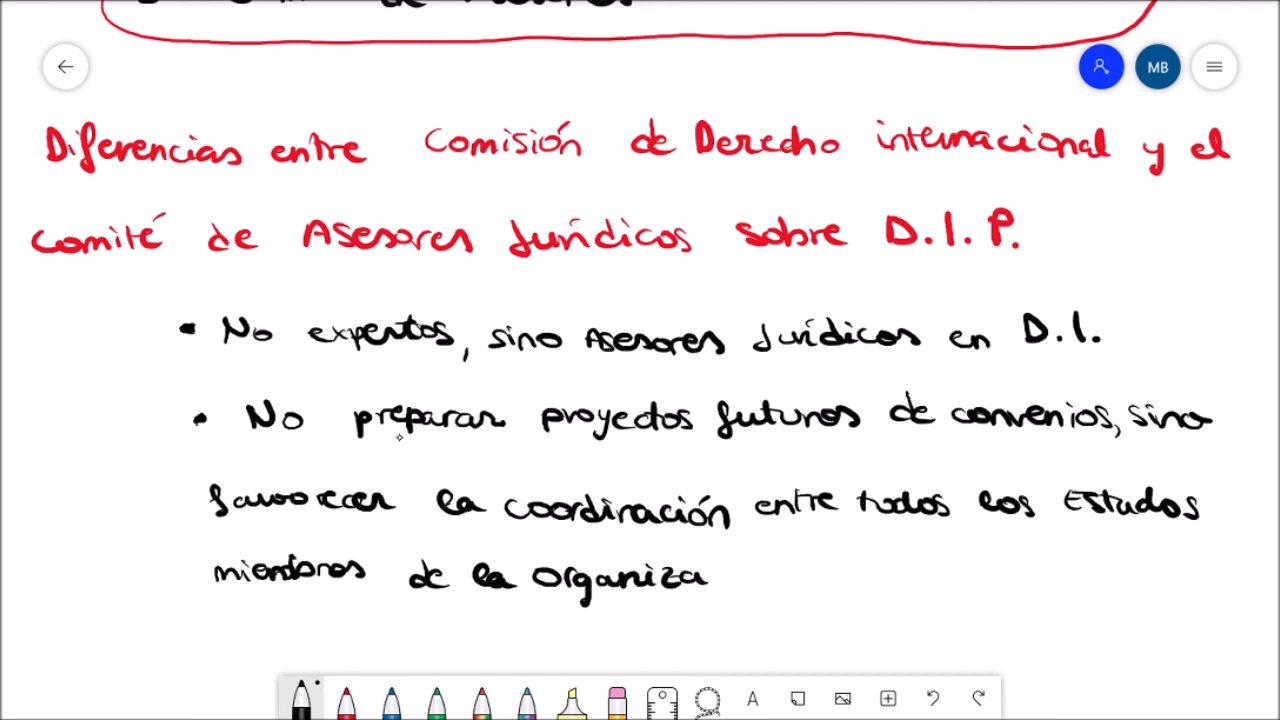 MB
Diferencias entre Comisión de Derecho internacional y el
comité de Asesores Jurídicos sobre D.I.P.
• No expertos, sino Asesores Jurídicos en D.I.
• No preparar proyectos futuros de convenios, sino
favorecer la coordinación entre todos los Estados
miembros de la organiza
A